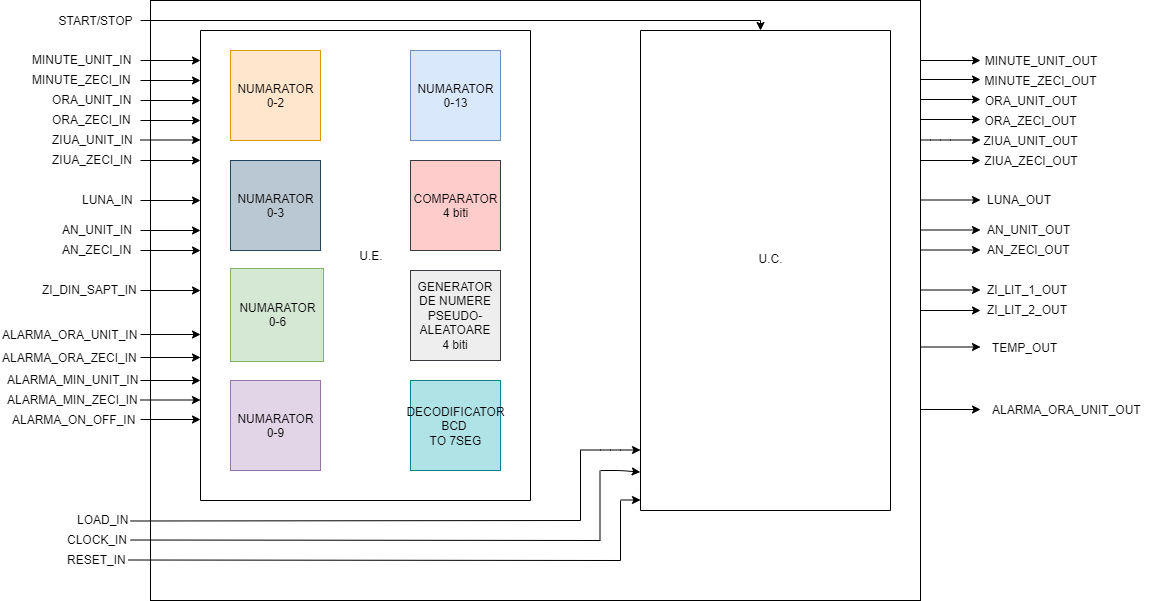 START/STOP
MINUTE_UNIT_IN
MINUTE_ZECI_IN
ORA_UNIT_IN
ORA_ZECI_IN
ZIUA_UNIT_IN
ZIUA_ZECI_IN
LUNA_IN
AN_UNIT_IN
AN_ZECI_IN
ZI_DIN_SAPT_IN
ALARMA_ORA_UNIT_IN
ALARMA_ORA_ZECI_IN
ALARMA_MIN_UNIT_IN
ALARMA_MIN_ZECI_IN
ALARMA_ON_OFF_IN
LOAD_IN
CLOCK_IN
RESET_IN
NUMARATOR
0-2
NUMARATOR
0-3
NUMARATOR
0-6
NUMARATOR
0-9
U.E.
NUMARATOR
0-13
COMPARATOR
4 biti
GENERATOR
DE NUMERE
PSEUDO-
ALEATOARE
4 biti
DECODIFICATOR
BCD
TO 7SEG
U.C.
MINUTE_UNIT_OUT
MINUTE_ZECI_OUT
ORA_UNIT_OUT
ORA_ZECI_OUT
ZIUA_UNIT_OUT
ZIUA_ZECI_OUT
LUNA_OUT
AN_UNIT_OUT
AN_ZECI_OUT
ZI_LIT_1_OUT
ZI_LIT_2_OUT
TEMP_OUT
ALARMA_ORA_UNIT_OUT